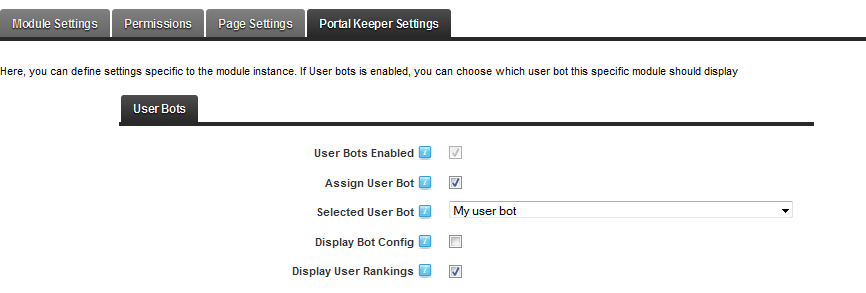 Module Settings Permissions Page Settings Portal Keeper Settings
Here, you can define settings specific to the module instance. If User bots is enabled, you can choose which user bot this specific module should display
User Bots
User Bots Enabled
Assign User Bot
Selected User Bot My user bot
Display Bot Config
Display User Rankings